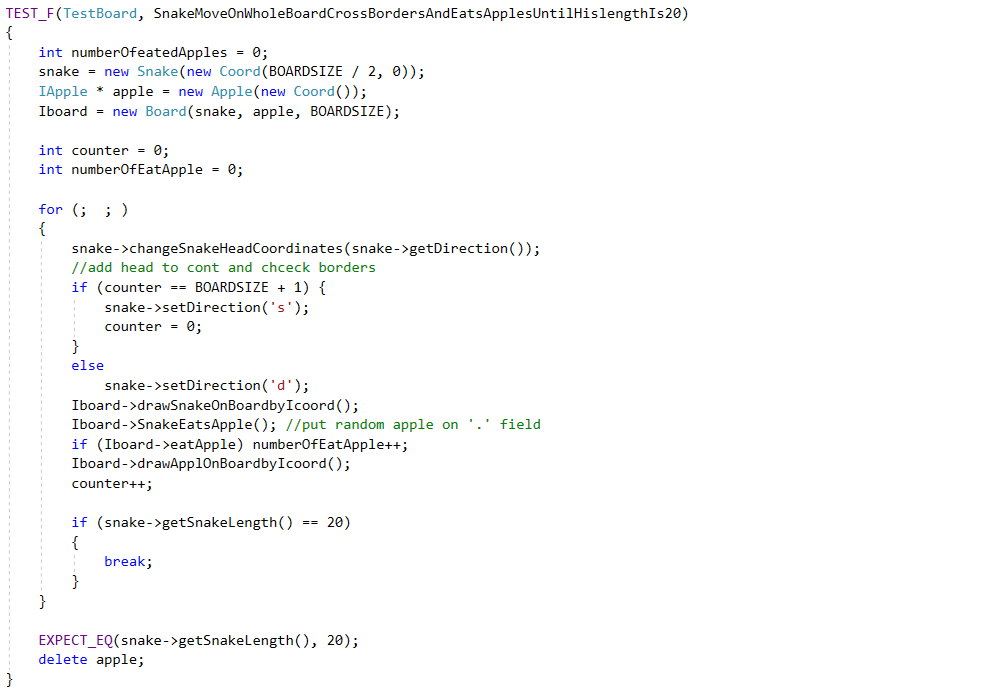 TEST_F(TestBoard, SnakeMoveOnWholeBoardCrossBordersAndEatsApplesUntilHislengthIs20)
{
    int numberOfeatedApples = 0;
    snake = new Snake(new Coord(BOARDSIZE / 2, 0));
    IApple * apple = new Apple(new Coord());
    Iboard = new Board(snake, apple, BOARDSIZE);

    int counter = 0;
    int numberOfEatApple = 0;

    for (;  ; )
    {
        snake->changeSnakeHeadCoordinates(snake->getDirection());
        //add head to cont and chceck borders
        if (counter == BOARDSIZE + 1) {
            snake->setDirection('s');
            counter = 0;
        }
        else
            snake->setDirection('d');
        Iboard->drawSnakeOnBoardbyIcoord();
        Iboard->SnakeEatsApple(); //put random apple on '.' field
        if (Iboard->eatApple) numberOfEatApple++;
        Iboard->drawApplOnBoardbyIcoord();
        counter++;

        if (snake->getSnakeLength() == 20)
        {
            break;
        }
    }

    EXPECT_EQ(snake->getSnakeLength(), 20);
    delete apple;
}